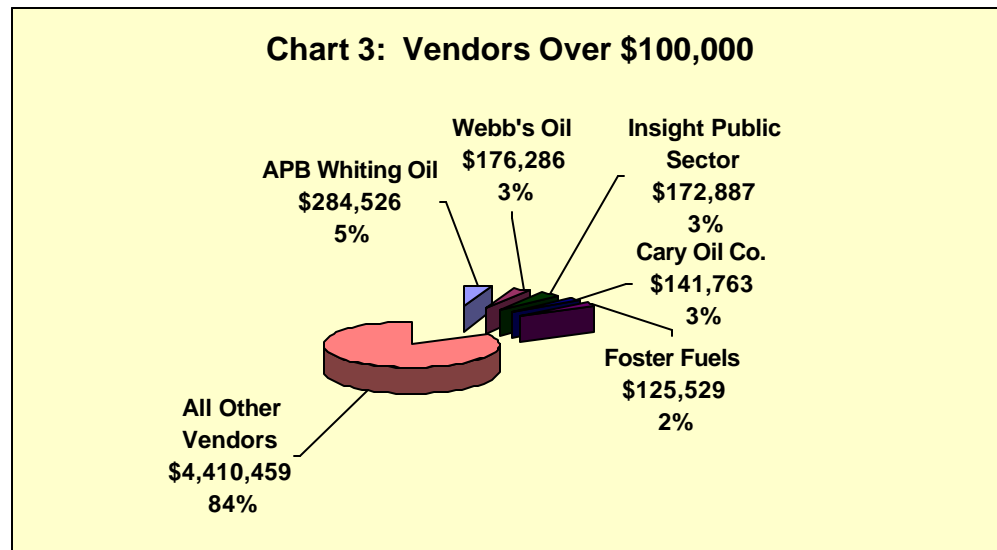 Chart 3:  Vendors Over $100,000
APB Whiting Oil
$284,526
5%
Webb's Oil
$176,286
3%
Insight Public
Sector
$172,887
3%
Cary Oil Co.
$141,763
3%
Foster Fuels
$125,529
2%
All Other
Vendors
$4,410,459
84%